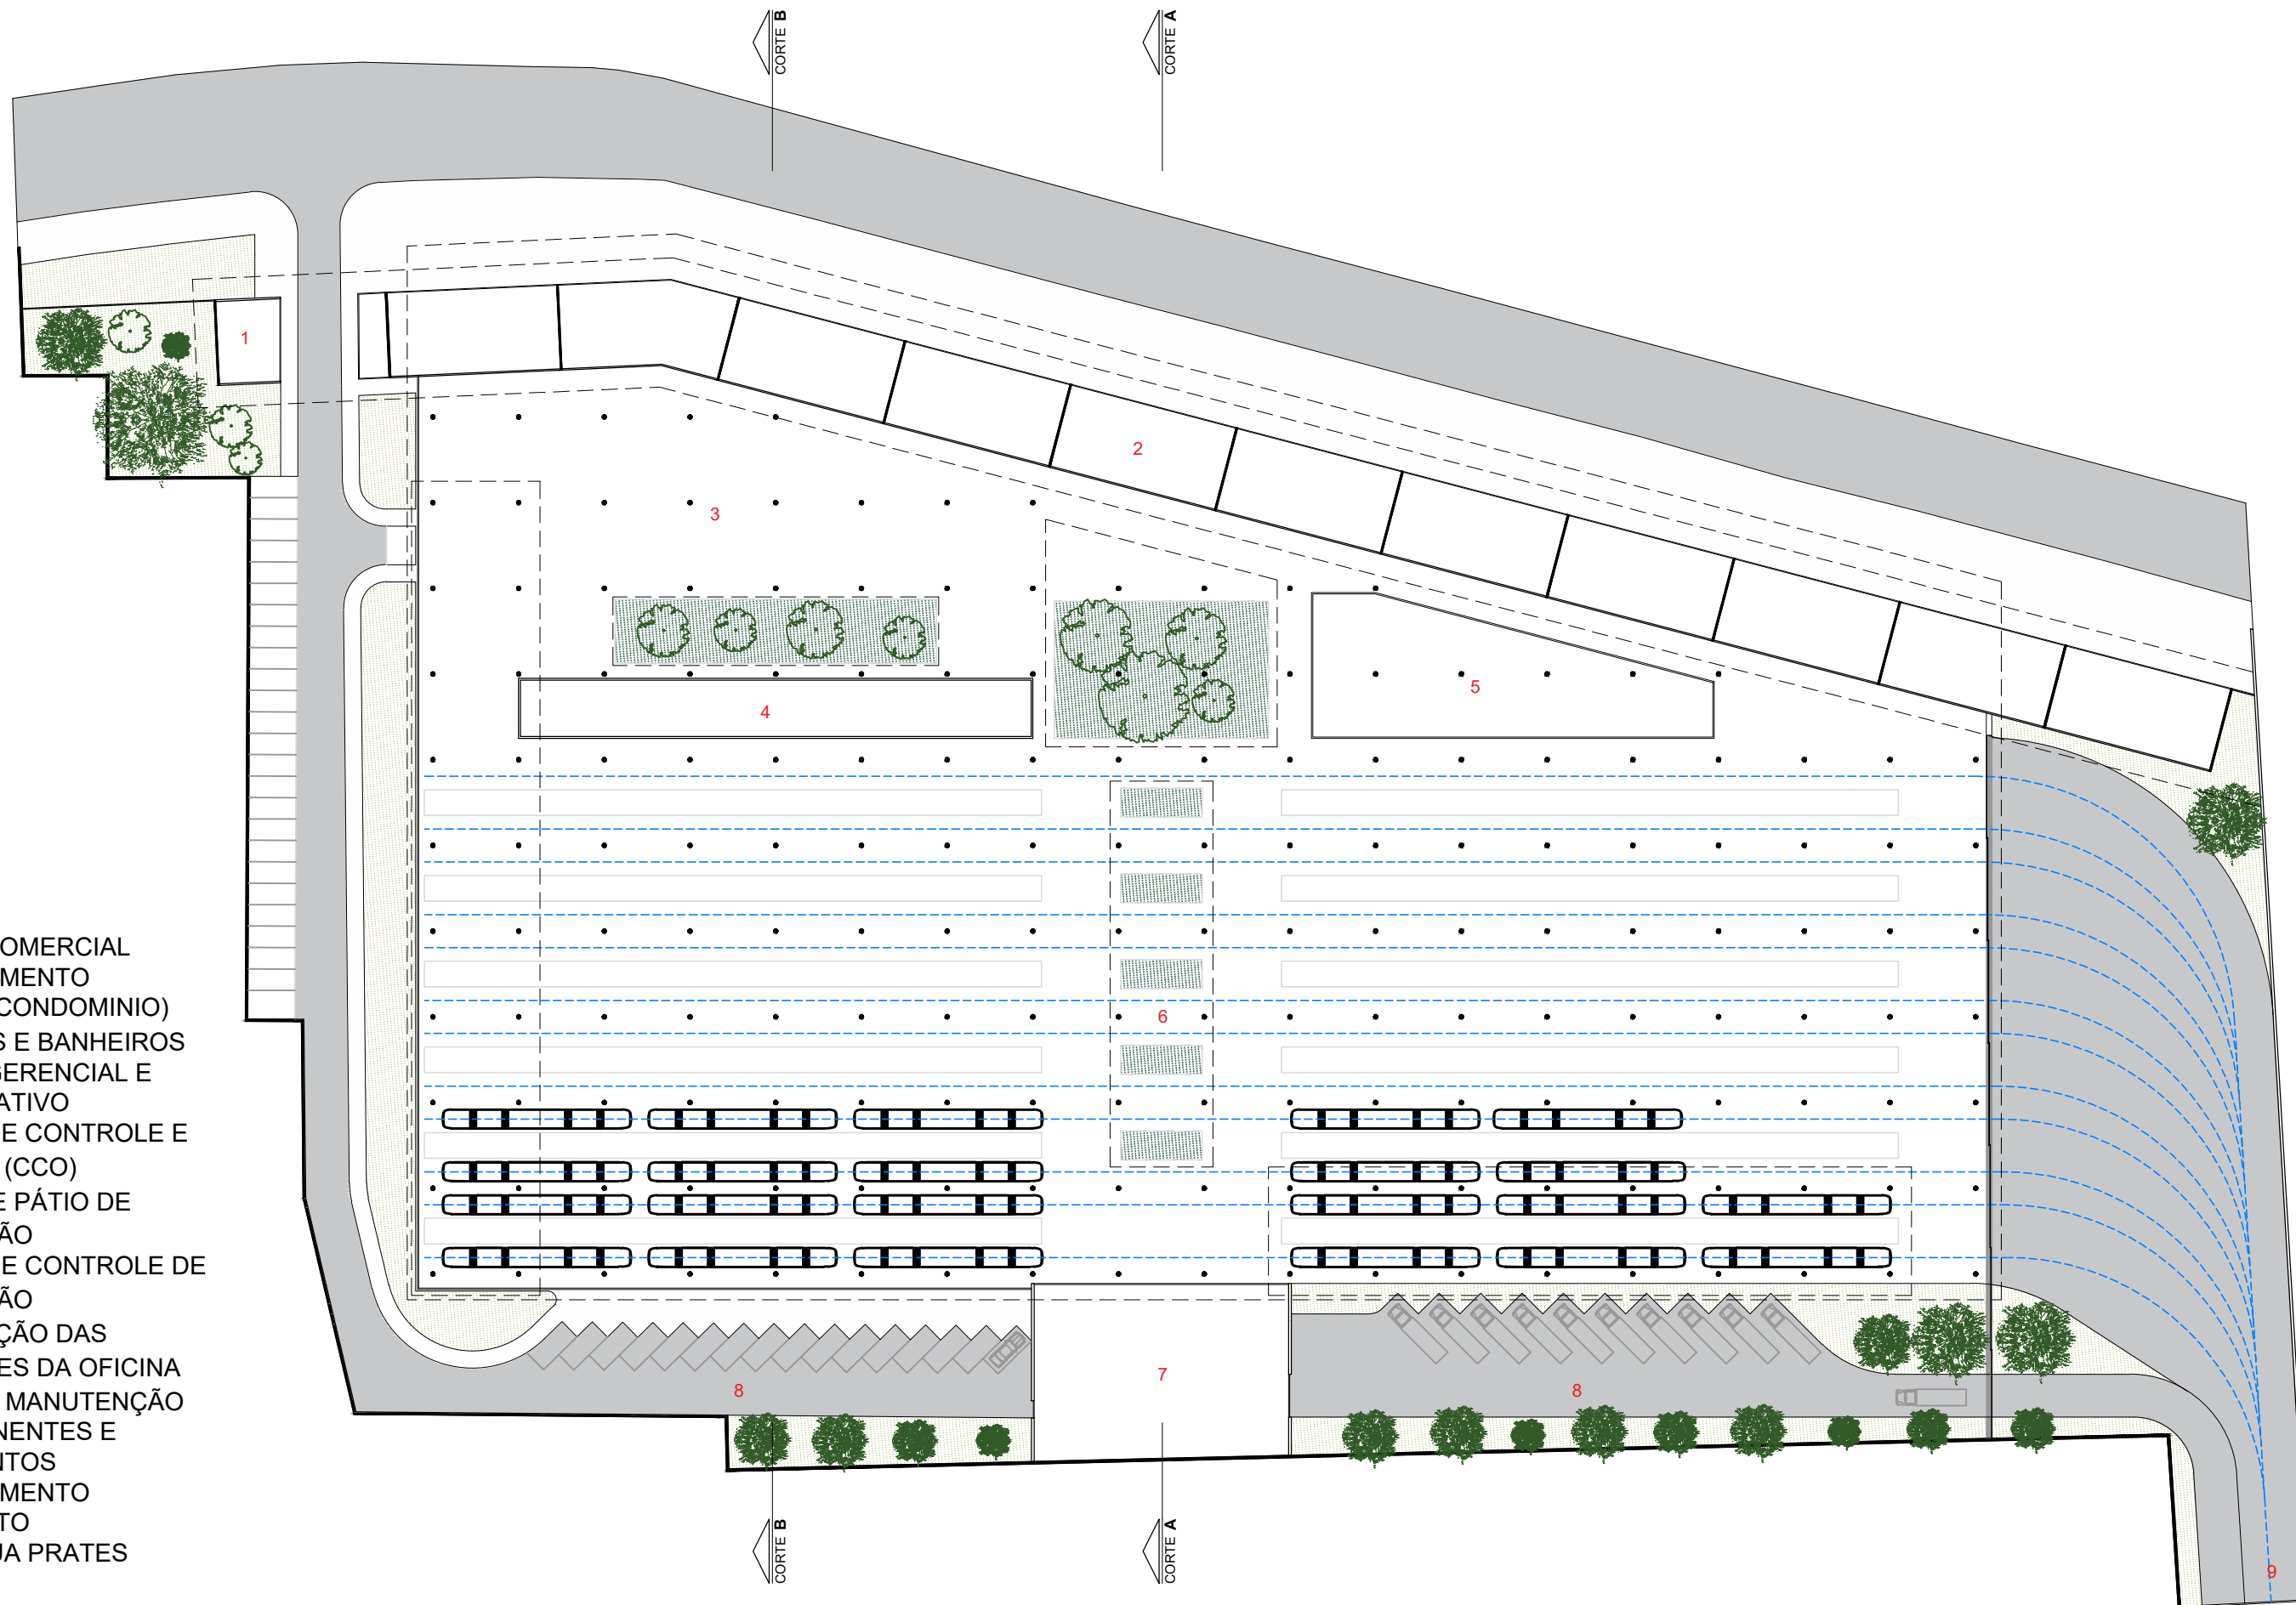 CORTE B
CORTE A
1
2
3
4
5
6
7
8
8
9
OMERCIAL
MENTO
CONDOMINIO)
S E BANHEIROS
GERENCIAL E
ATIVO
E CONTROLE E
(CCO)
E PÁTIO DE
ÃO
E CONTROLE DE
ÃO
ÇÃO DAS
ES DA OFICINA
MANUTENÇÃO
NENTES E
NTOS
MENTO
TO
UA PRATES
CORTE B
CORTE A